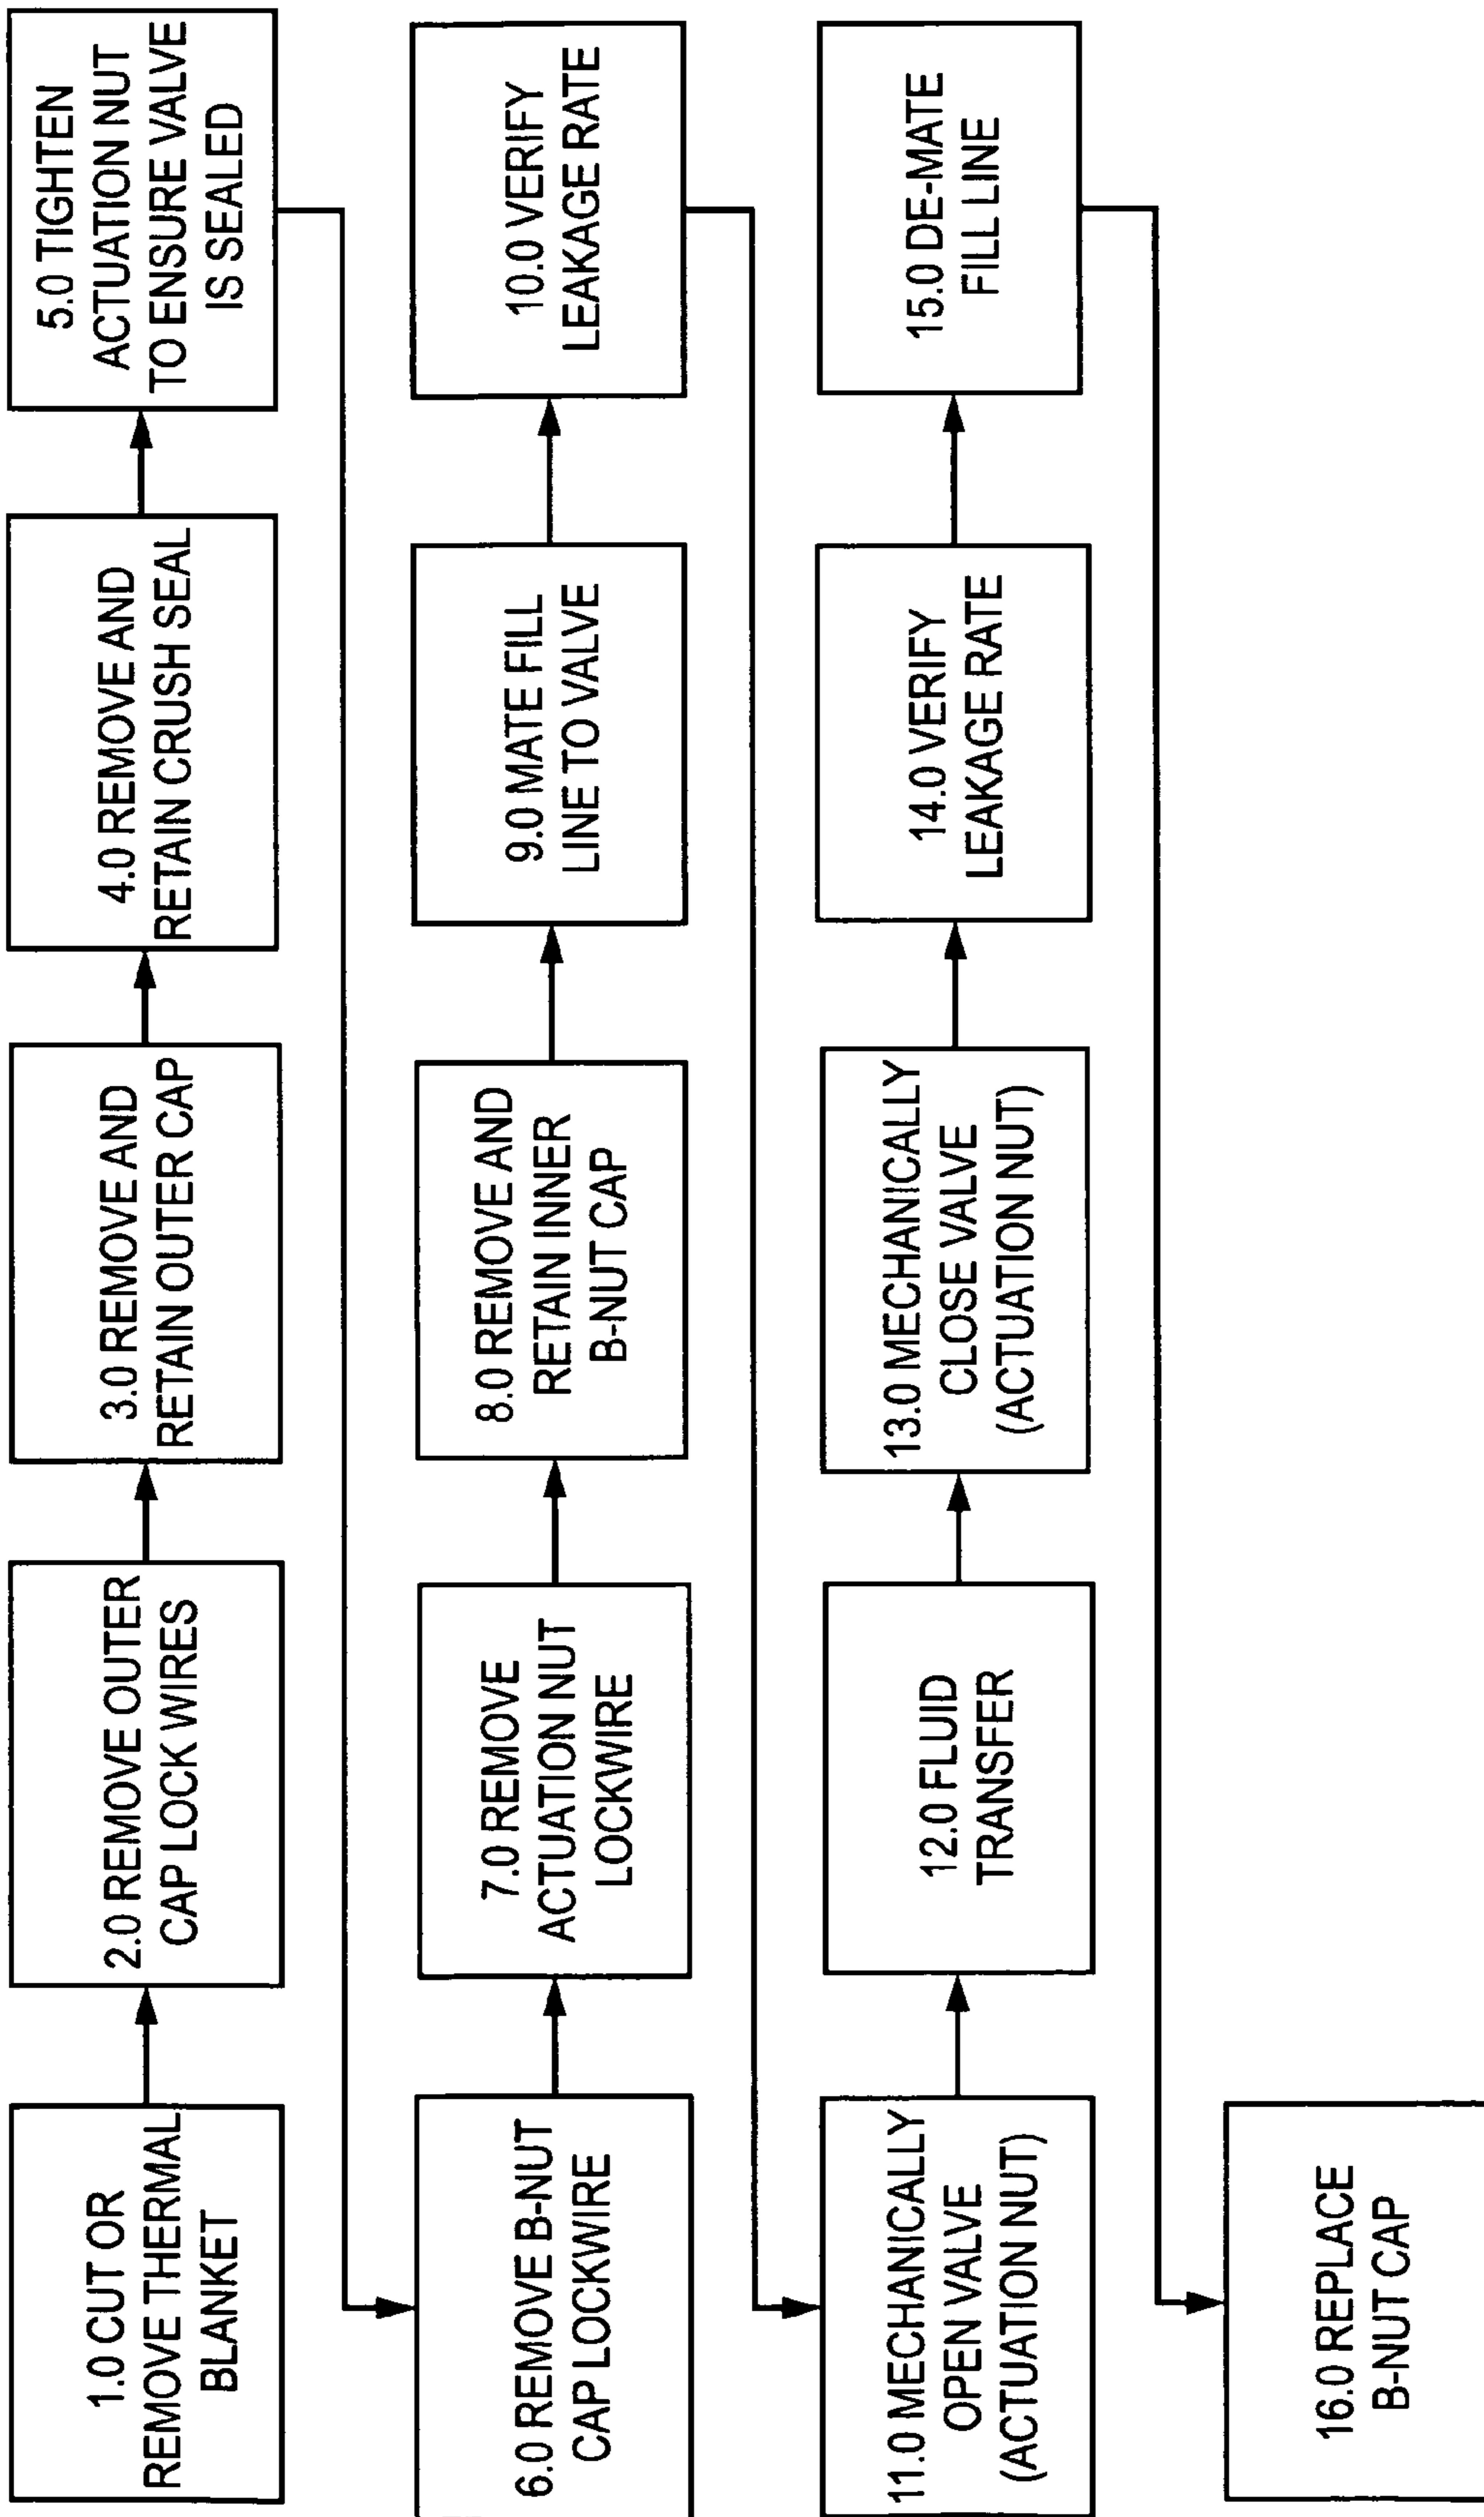 1.0 CUT OR
REMOVE THERMAL
BLANKET
2.0 REMOVE OUTER
CAP LOCK WIRES
3.0 REMOVE AND
RETAIN OUTER CAP
4.0 REMOVE AND
RETAIN CRUSH SEAL
5.0 TIGHTEN
ACTUATION NUT
TO ENSURE VALVE
IS SEALED
6.0 REMOVE B-NUT
CAP LOCKWIRE
7.0 REMOVE
ACTUATION NUT
LOCKWIRE
8.0 REMOVE AND
RETAIN INNER
B-NUT CAP
9.0 MATE FILL
LINE TO VALVE
10.0 VERIFY
LEAKAGE RATE
11.0 MECHANICALLY
OPEN VALVE
(ACTUATION NUT)
12.0 FLUID
TRANSFER
13.0 MECHANICALLY
CLOSE VALVE
(ACTUATION NUT)
14.0 VERIFY
LEAKAGE RATE
15.0 DE-MATE
FILL LINE
16.0 REPLACE
B-NUT CAP